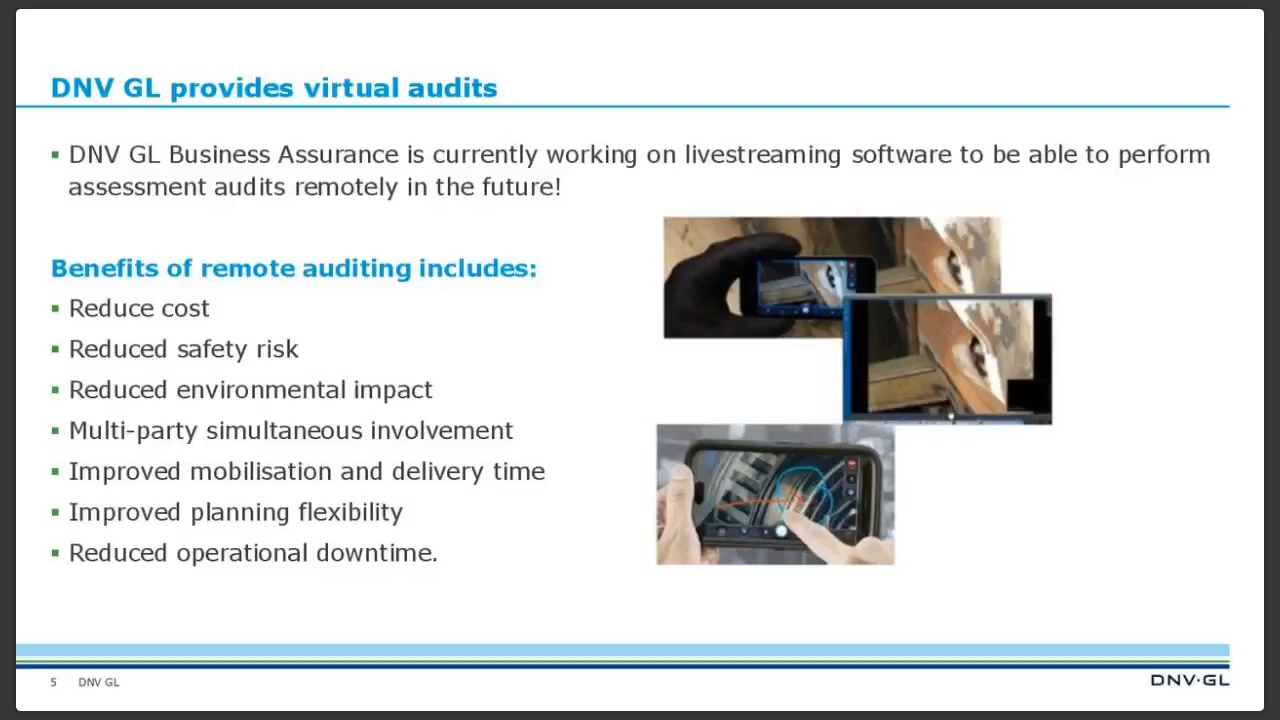 DNV GL provides virtual audits
▪ DNV GL Business Assurance is currently working on livestreaming software to be able to perform
assessment audits remotely in the future!
Benefits of remote auditing includes:
▪ Reduce cost
▪ Reduced safety risk
▪ Reduced environmental impact
▪ Multi-party simultaneous involvement
▪ Improved mobilisation and delivery time
▪ Improved planning flexibility
▪ Reduced operational downtime.
5 DNV GL
DNV·GL